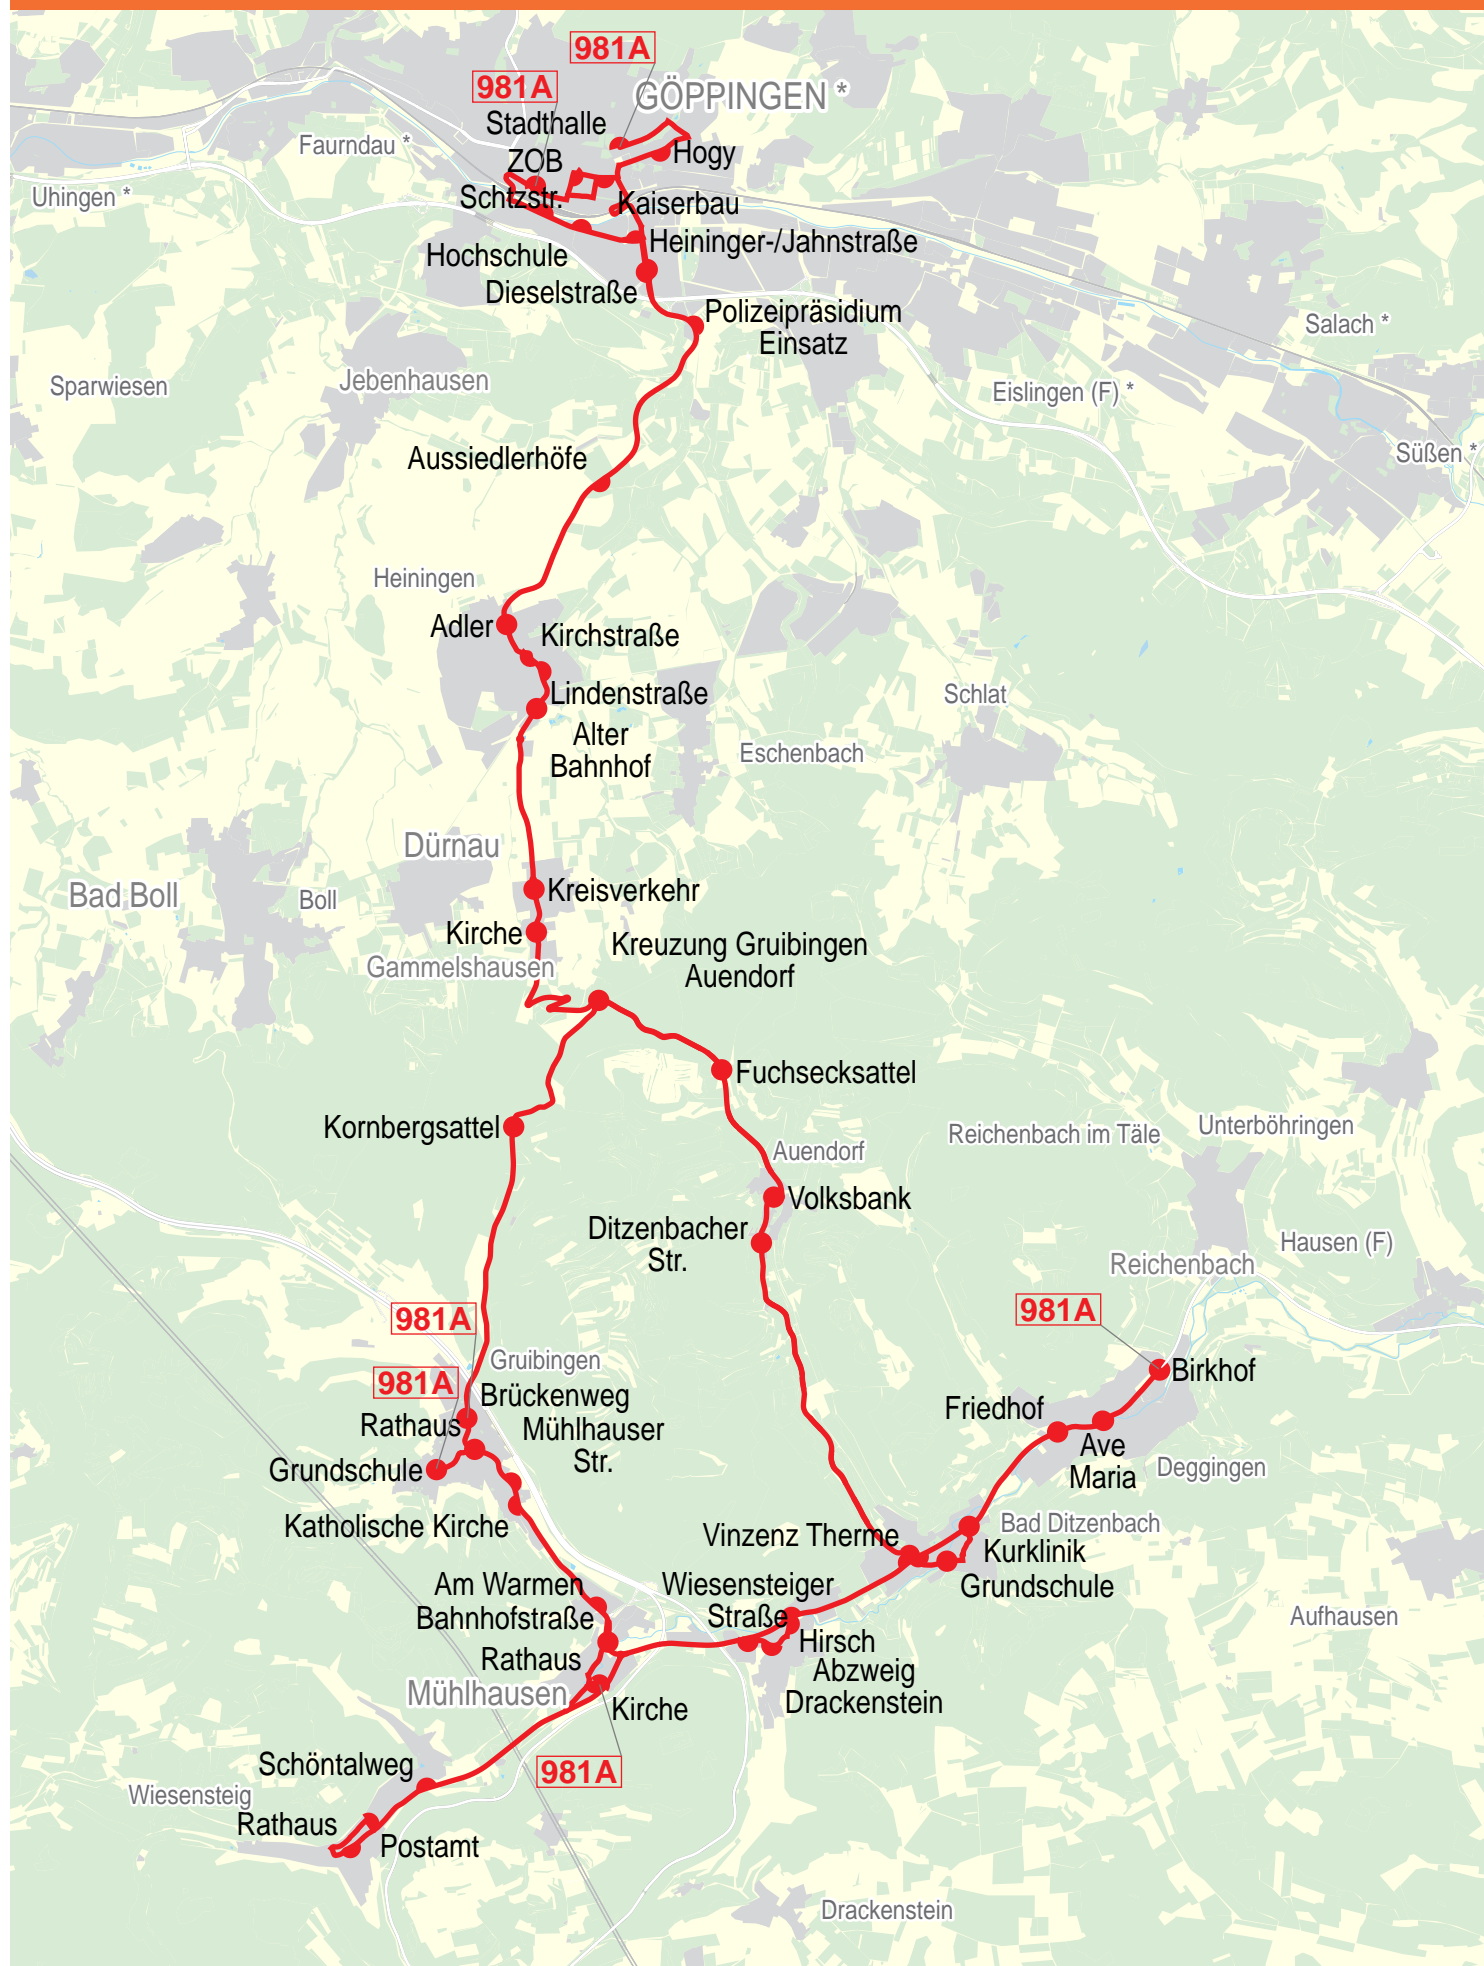 981A
981A
GÖPPINGEN *
Stadthalle
Faurndau *
Hogy
ZOB
Uhingen *
Schtzstr.
Kaiserbau
Heininger-/Jahnstraße
Hochschule
Dieselstraße
Polizeipräsidium
Einsatz
Salach *
Jebenhausen
Sparwiesen
Eislingen (F) *
Süßen *
Aussiedlerhöfe
Heiningen
Adler
Kirchstraße
Lindenstraße
Schlat
Alter
Bahnhof
Eschenbach
Dürnau
Bad Boll
Boll
Kreisverkehr
Kirche
Kreuzung Gruibingen
Auendorf
Gammelshausen
Fuchsecksattel
Kornbergsattel
Reichenbach im Täle
Unterböhringen
Auendorf
Volksbank
Ditzenbacher
Str.
Hausen (F)
Reichenbach
981A
981A
Gruibingen
Birkhof
981A
Brückenweg
Rathaus
Mühlhauser
Str.
Friedhof
Ave
Maria
Deggingen
Grundschule
Katholische Kirche
Bad Ditzenbach
Vinzenz Therme
Kurklinik
Grundschule
Am Warmen
Bahnhofstraße
Wiesensteiger
Straße
Aufhausen
Hirsch
Rathaus
Abzweig
Drackenstein
Mühlhausen
Kirche
Schöntalweg
981A
Wiesensteig
Rathaus
Postamt
Drackenstein